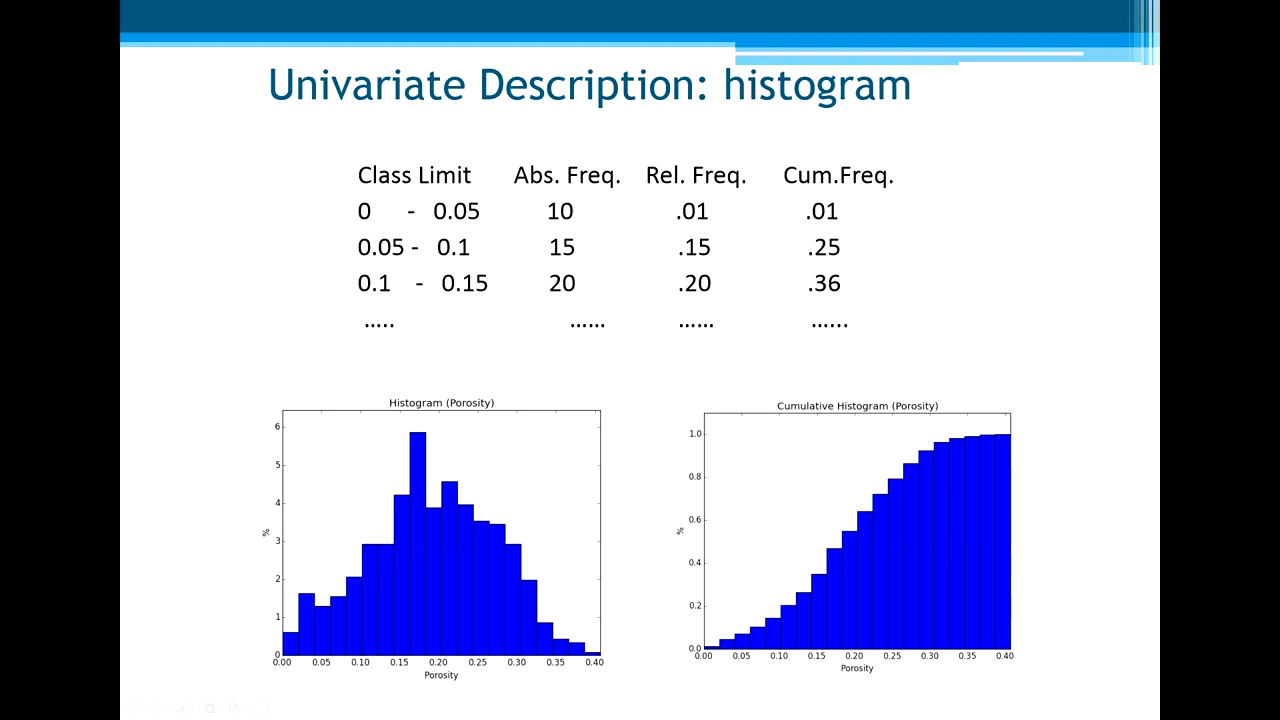 Univariate Description: histogram
Class Limit Abs. Freq. Rel. Freq. Cum.Freq.
0 - 0.05 10 .01 .01
0.05 - 0.1 15 .15 .25
0.1 - 0.15 20 .20 .36
..... ...... ...... ......
Histogram (Porosity)
6
5
4
3
2
1
0
%
0.00 0.05 0.10 0.15 0.20 0.25 0.30 0.35 0.40
Porosity
Cumulative Histogram (Porosity)
1.0
0.8
0.6
0.4
0.2
0.0
%
0.00 0.05 0.10 0.15 0.20 0.25 0.30 0.35 0.40
Porosity